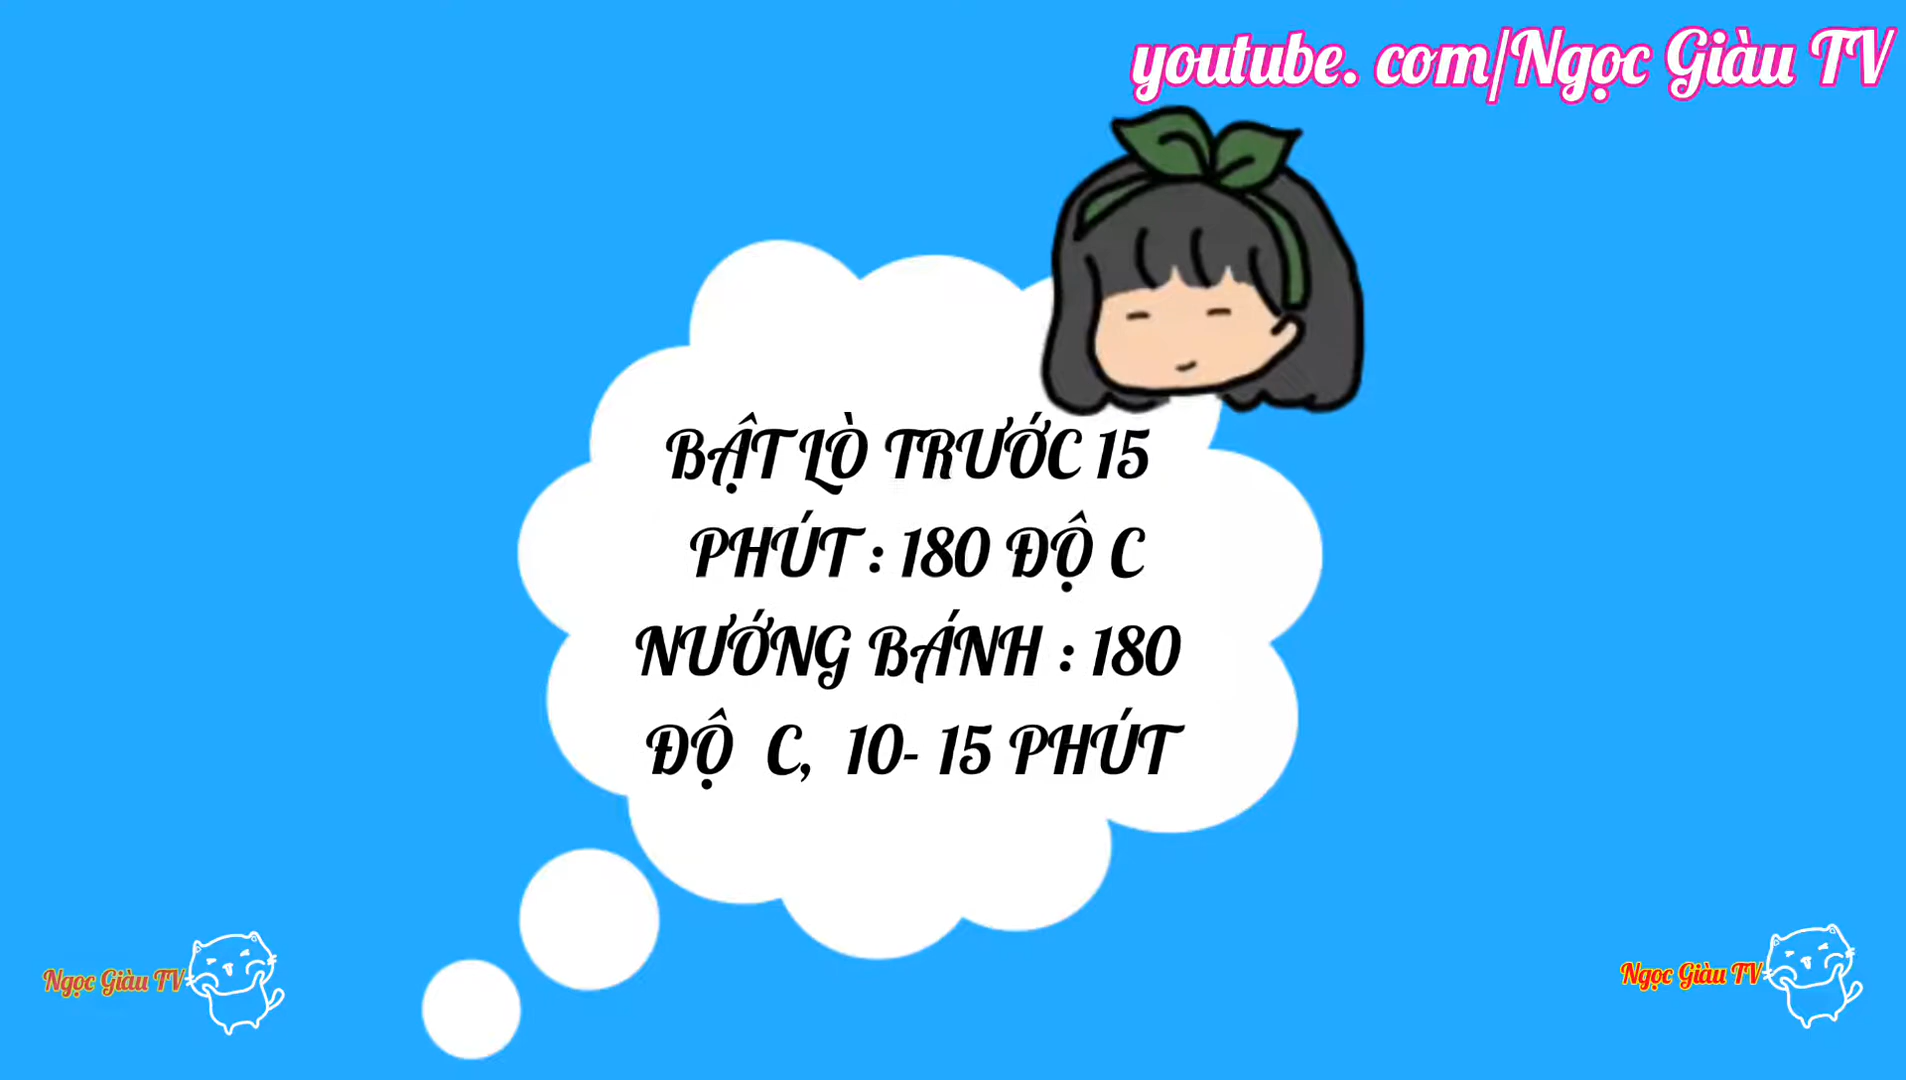 youtube. com/Ngọc Giàu TV
BẬT LÒ TRƯỚC 15
PHÚT : 180 ĐỘ C
NƯỚNG BÁNH : 180
ĐỘ C, 10- 15 PHÚT
Ngọc Giàu TV
Ngọc Giàu TV